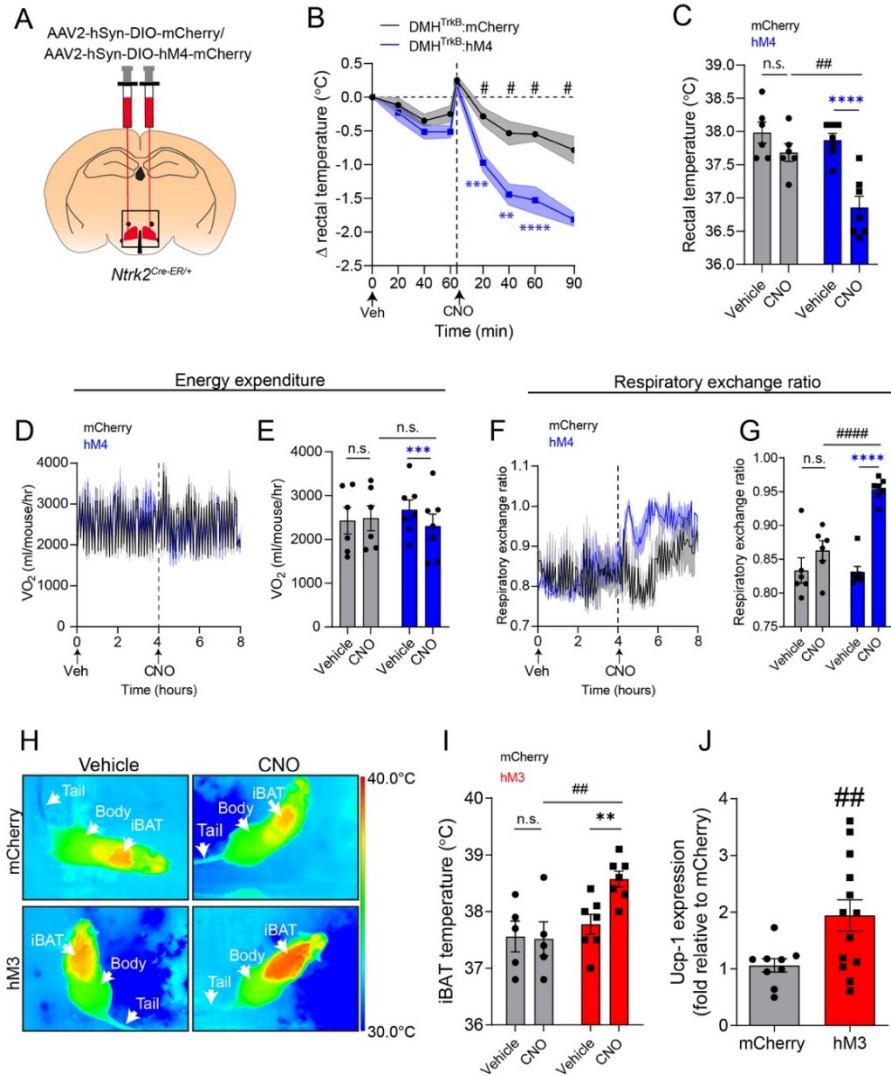 A
AAV2-hSyn-DIO-mCherry/
AAV2-hSyn-DIO-hM4-mCherry
Ntrk2Cre-ER/+
B
DMHTrkB:mCherry
DMHTrkB:hM4
Δ rectal temperature (°C)
0.0
-0.5
-1.0
-1.5
-2.0
-2.5
# # # #
***
**
****
0 20 40 60 20 40 60 90
Veh CNO
Time (min)
C
mCherry
hM4
n.s. ## ****
Rectal temperature (°C)
39.0
38.5
38.0
37.5
37.0
36.5
36.0
Vehicle CNO Vehicle CNO
Energy expenditure
D
mCherry
hM4
VO2 (ml/mouse/hr)
4000
3000
2000
1000
0
0 2 4 6 8
Veh CNO
Time (hours)
E
n.s.
n.s. ***
VO2 (ml/mouse/hr)
4000
3000
2000
1000
0
Vehicle CNO Vehicle CNO
Respiratory exchange ratio
F
mCherry
hM4
Respiratory exchange ratio
1.1
1.0
0.9
0.8
0.7
0 2 4 6 8
Veh CNO
Time (hours)
G
####
n.s. ****
Respiratory exchange ratio
1.00
0.95
0.90
0.85
0.80
0.75
Vehicle CNO Vehicle CNO
H
Vehicle CNO
mCherry
Tail Body iBAT
iBAT Body Tail
hM3
iBAT Body Tail
iBAT Body Tail
40.0°C
30.0°C
I
mCherry
hM3
##
n.s. **
iBAT temperature (°C)
40
39
38
37
36
Vehicle CNO Vehicle CNO
J
##
Ucp-1 expression
(fold relative to mCherry)
4
3
2
1
0
mCherry hM3